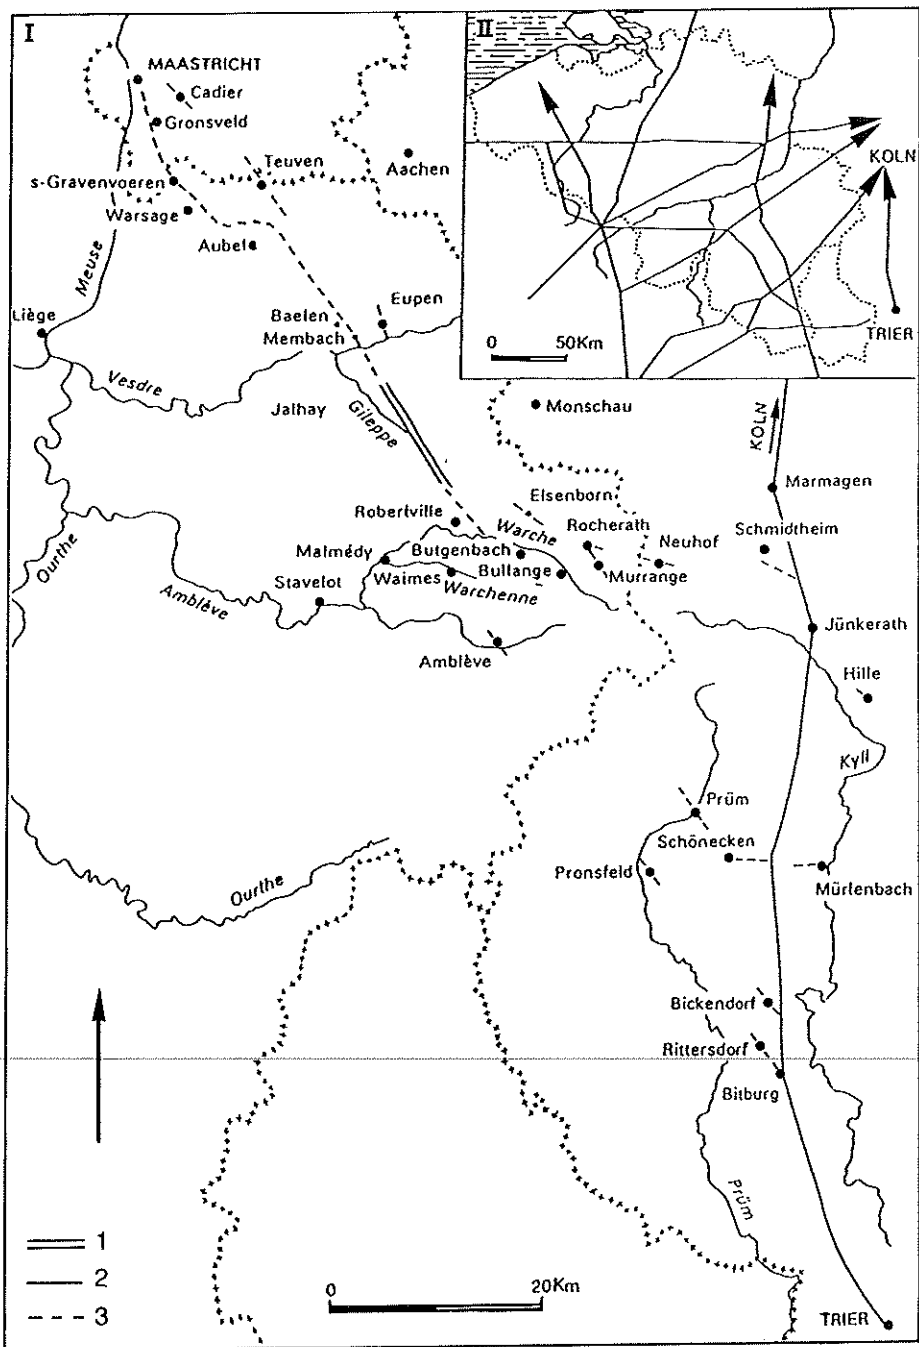 I
MAASTRICHT
Cadier
Gronsveld
Teuven
Aachen
s-Gravenvoeren
Warsage
Aubel
Meuse
Liège
Eupen
Baelen
Membach
Vesdre
Jalhay
Gileppe
II
KOLN
TRIER
0 50Km
Monschau
KOLN
Marmagen
Elsenborn
Robertville
Warche
Rocherath
Schmidtheim
Neuhof
Malmédy
Butgenbach
Bullange
Murrange
Waimes
Warchenne
Stavelot
Ourthe
Amblève
Amblève
Jünkerath
Hille
Kyll
Prüm
Schönecken
Pronsfeld
Mürlenbach
Ourthe
Bickendorf
Rittersdorf
Bitburg
Prüm
1
2
3
0 20Km
TRIER